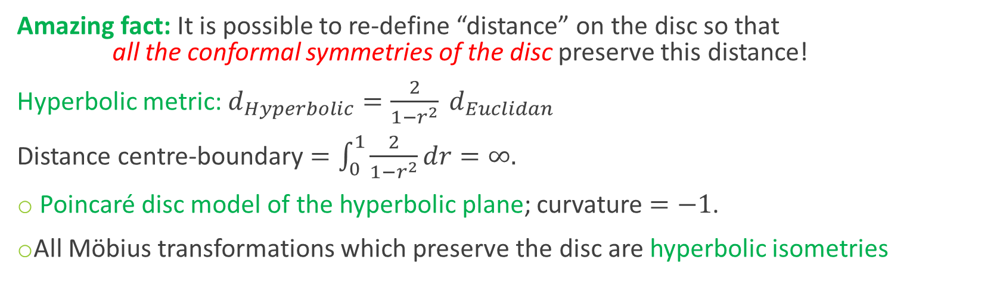 Amazing fact: It is possible to re-define “distance” on the disc so that
all the conformal symmetries of the disc preserve this distance!
Hyperbolic metric: $d_{Hyperbolic} = \frac{2}{1-r^2} \, d_{Euclidan}$
Distance centre-boundary $= \int_0^1 \frac{2}{1-r^2} dr = \infty$.
○ Poincaré disc model of the hyperbolic plane; curvature $= -1$.
○All Möbius transformations which preserve the disc are hyperbolic isometries